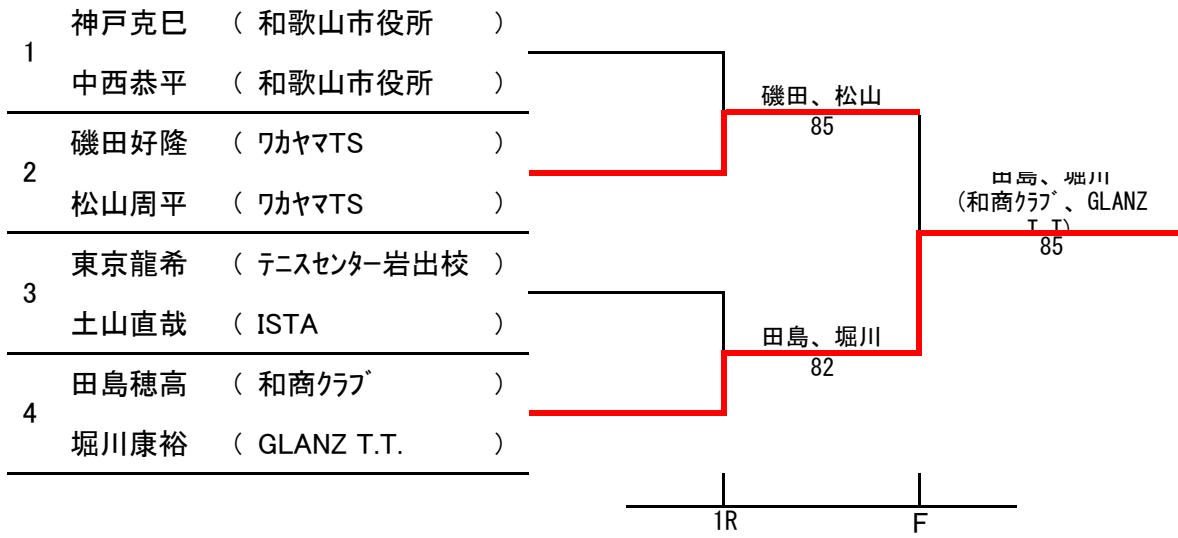 1
神戸克巳 ( 和歌山市役所 )
中西恭平 ( 和歌山市役所 )
2
磯田好隆 ( ﾜｶﾔﾏTS )
松山周平 ( ﾜｶﾔﾏTS )
3
東京龍希 ( ﾃﾆｽｾﾝﾀｰ岩出校 )
土山直哉 ( ISTA )
4
田島穂高 ( 和商ｸﾗﾌﾞ )
堀川康裕 ( GLANZ T.T. )
磯田、松山
85
田島、堀川
82
田島、堀川
(和商ｸﾗﾌﾞ、GLANZ
T.T)
85
1R
F